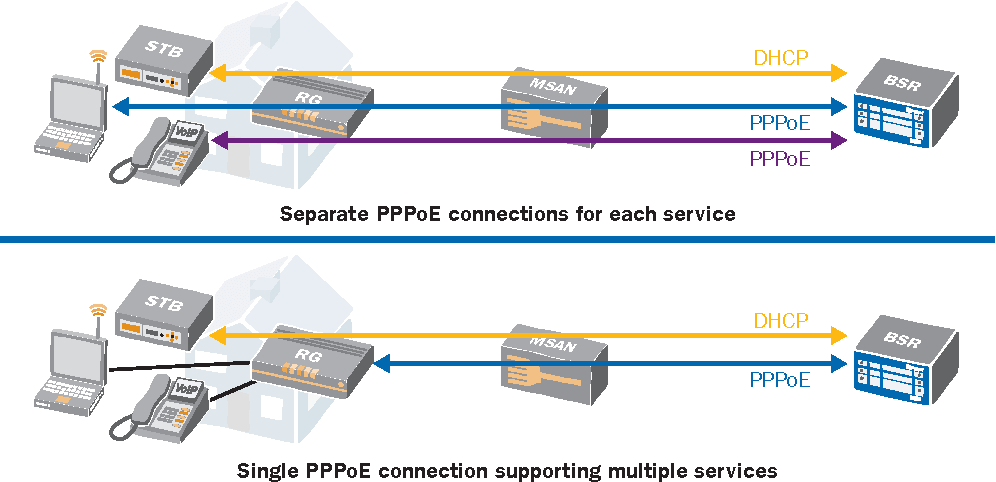 STB
DHCP
RG
MSAN
BSR
VoIP
PPPoE
PPPoE
Separate PPPoE connections for each service
STB
DHCP
RG
MSAN
BSR
VoIP
PPPoE
Single PPPoE connection supporting multiple services